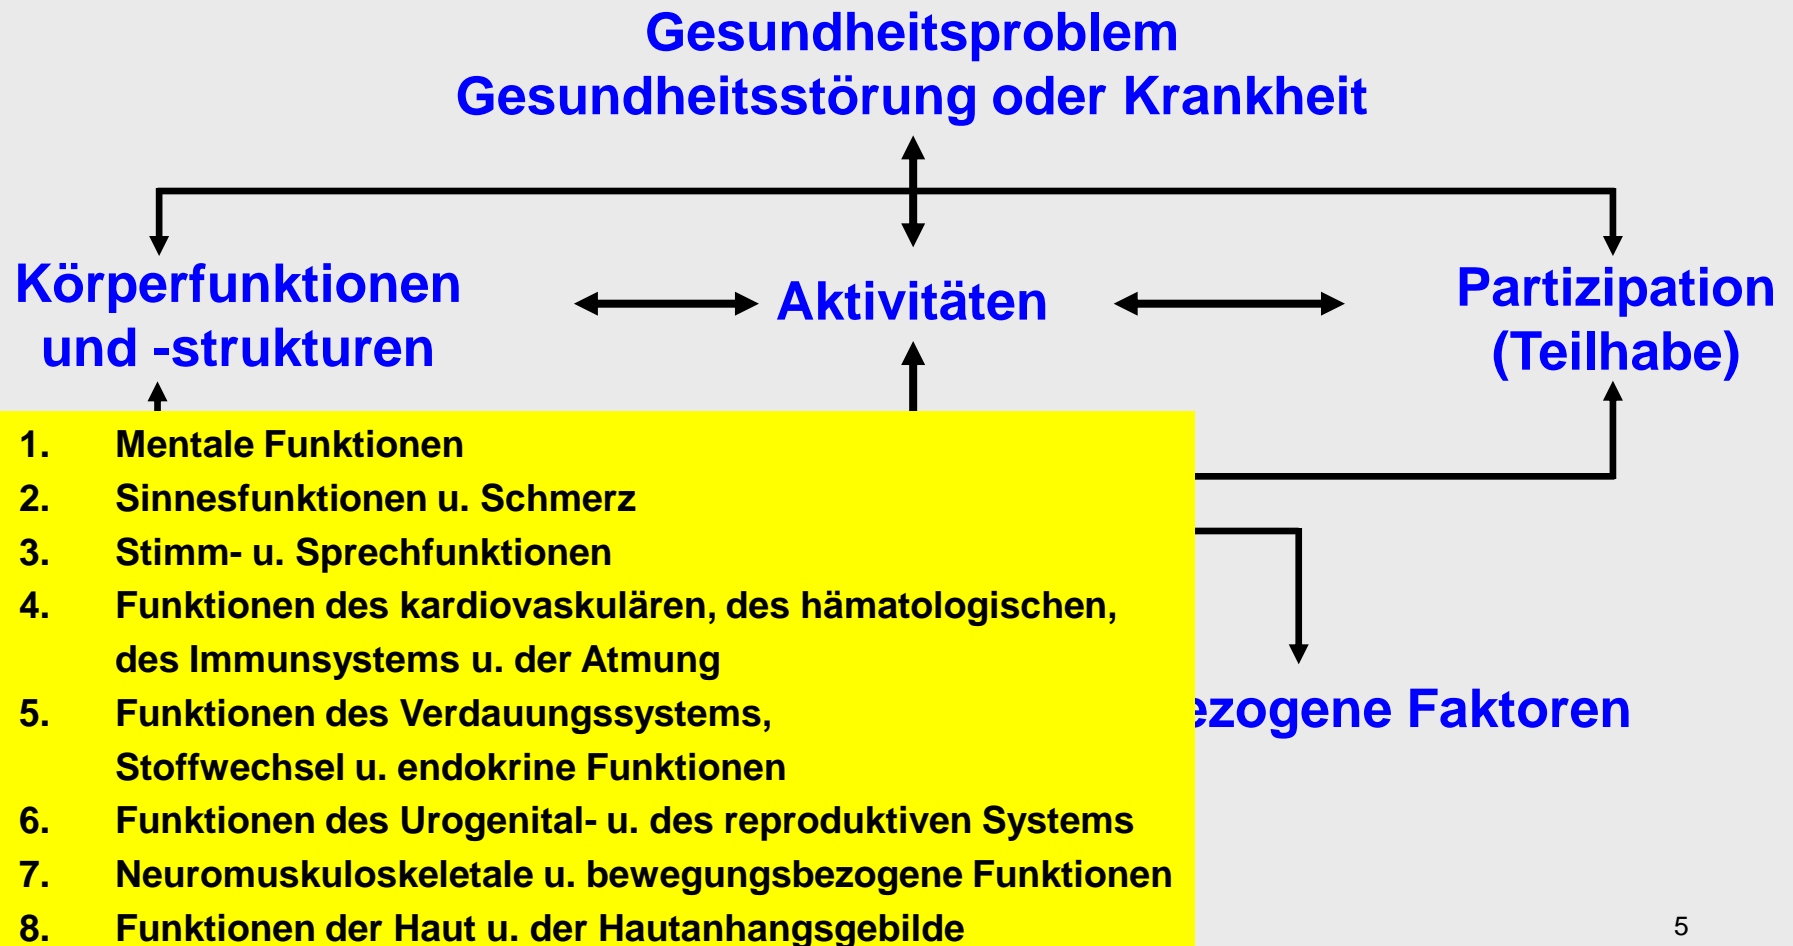 Gesundheitsproblem
Gesundheitsstörung oder Krankheit
Körperfunktionen
und -strukturen
Aktivitäten
Partizipation
(Teilhabe)
1. Mentale Funktionen
2. Sinnesfunktionen u. Schmerz
3. Stimm- u. Sprechfunktionen
4. Funktionen des kardiovaskulären, des hämatologischen,
des Immunsystems u. der Atmung
5. Funktionen des Verdauungssystems,
Stoffwechsel u. endokrine Funktionen
6. Funktionen des Urogenital- u. des reproduktiven Systems
7. Neuromuskuloskeletale u. bewegungsbezogene Funktionen
8. Funktionen der Haut u. der Hautanhangsgebilde
ezogene Faktoren
5